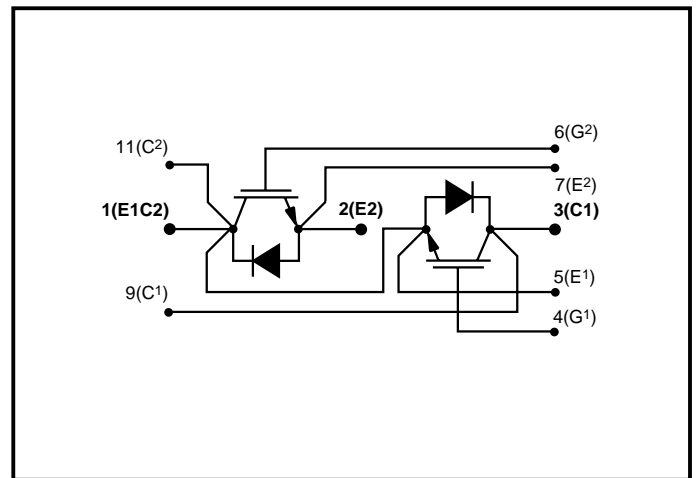 11(C²)
6(G²)
7(E²)
1(E1C2)
2(E2)
3(C1)
9(C¹)
5(E¹)
4(G¹)